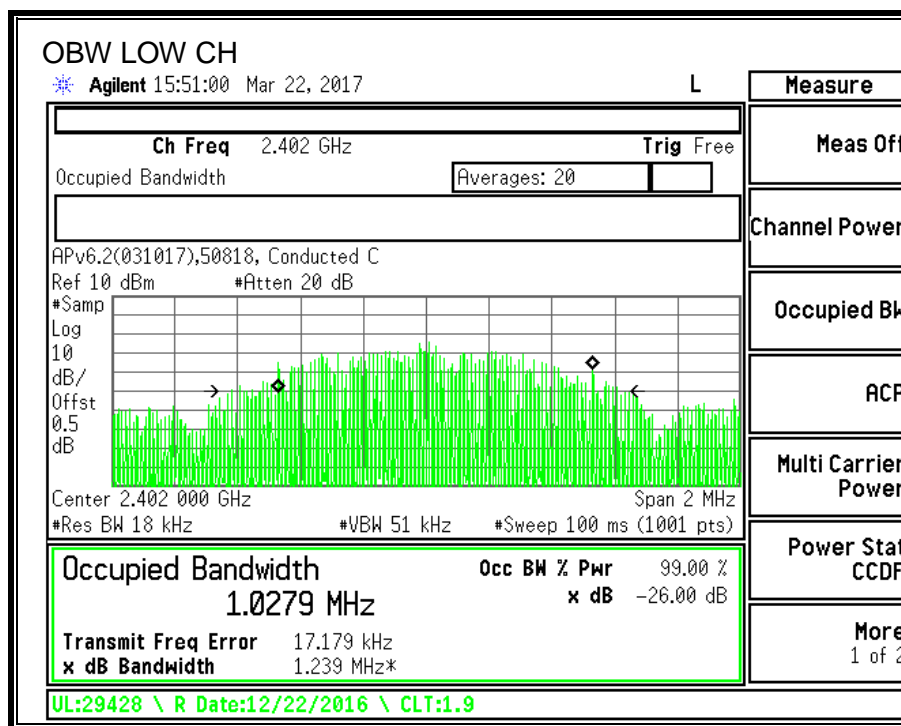 OBW LOW CH
Agilent 15:51:00 Mar 22, 2017 L
Measure
Ch Freq 2.402 GHz Trig Free
Occupied Bandwidth Averages: 20
APv6.2(031017),50818, Conducted C
Ref 10 dBm #Atten 20 dB
#Samp
Log
10
dB/
Offst
0.5
dB
Center 2.402 000 GHz Span 2 MHz
#Res BW 18 kHz #VBW 51 kHz #Sweep 100 ms (1001 pts)
Occupied Bandwidth Occ BW % Pwr 99.00 %
1.0279 MHz x dB -26.00 dB
Transmit Freq Error 17.179 kHz
x dB Bandwidth 1.239 MHz*
UL:29428 \ R Date:12/22/2016 \ CLT:1.9
Meas Off
Channel Power
Occupied BW
ACP
Multi Carrier
Power
Power Stat
CCDF
More
1 of 2